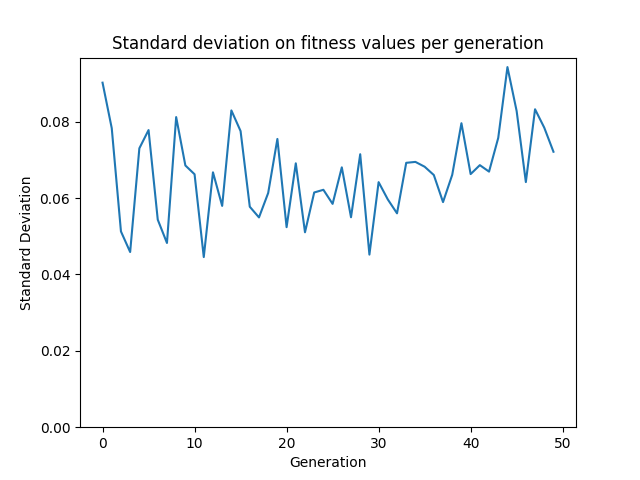 Standard deviation on fitness values per generation
0.08
0.06
0.04
0.02
0.00
Standard Deviation
0 10 20 30 40 50
Generation